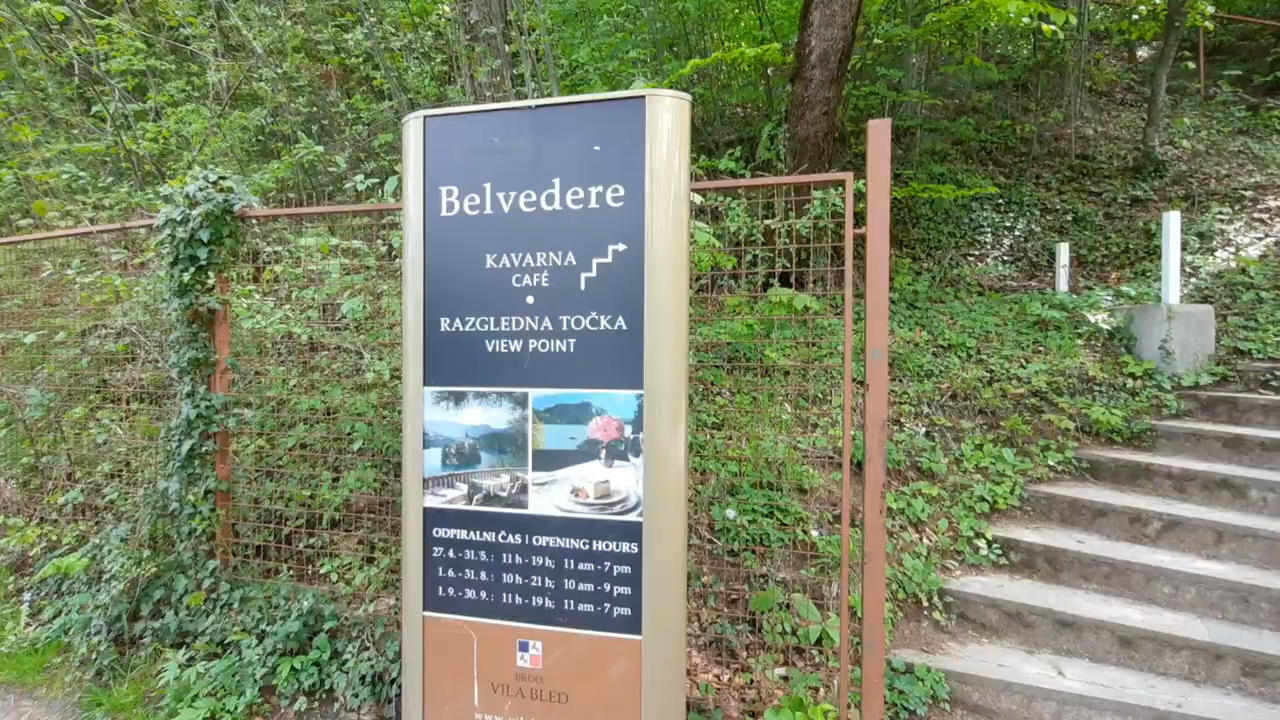 Belvedere
KAVARNA
CAFÉ
RAZGLEDNA TOČKA
VIEW POINT
ODPIRALNI ČAS | OPENING HOURS
27. 4. - 31. 5. : 11 h - 19 h; 11 am - 7 pm
1. 6. - 31. 8. : 10 h - 21 h; 10 am - 9 pm
1. 9. - 30. 9. : 11 h - 19 h; 11 am - 7 pm
BRDO
VILA BLED